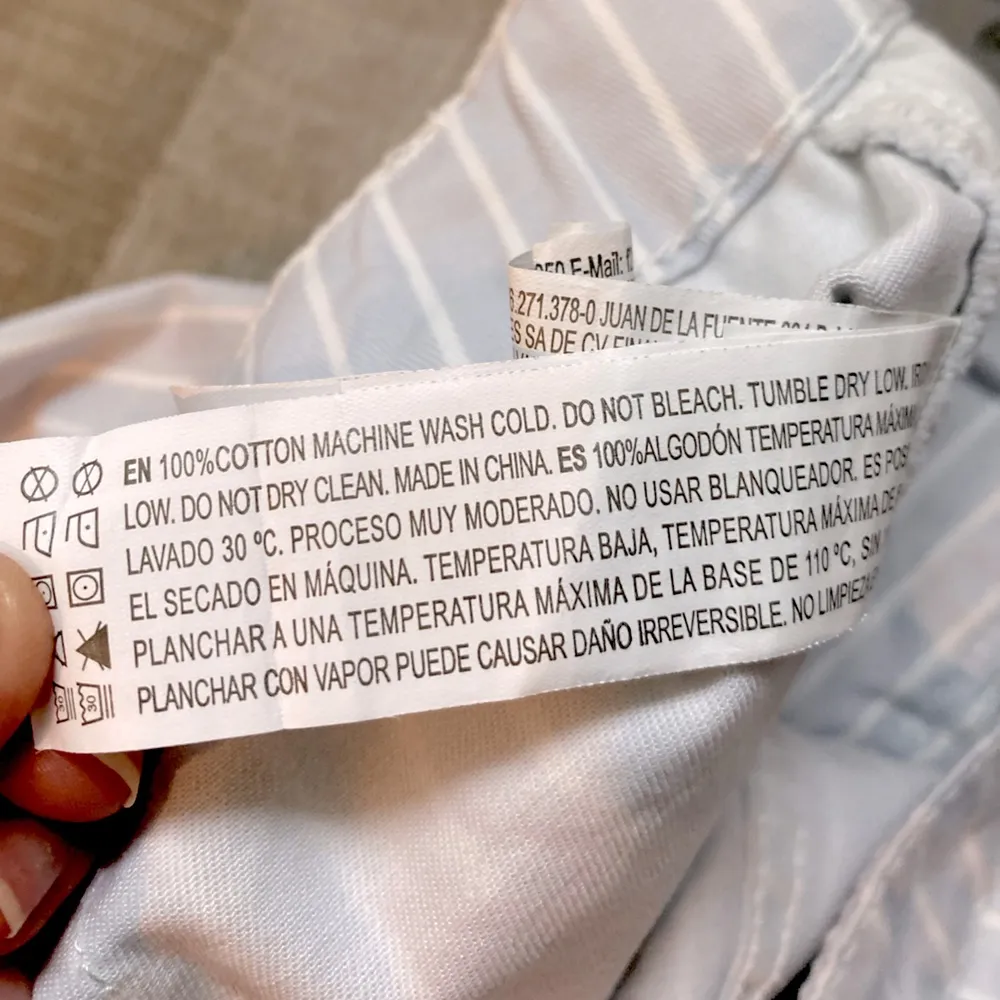 E-Mail:
.271.378-0 JUAN DE LA FUENTE
SA DE CV
EN 100%COTTON MACHINE WASH COLD. DO NOT BLEACH. TUMBLE DRY LOW.
LOW. DO NOT DRY CLEAN. MADE IN CHINA. ES 100%ALGODÓN TEMPERATURA
LAVADO 30 ºC. PROCESO MUY MODERADO. NO USAR BLANQUEADOR. ES
EL SECADO EN MÁQUINA. TEMPERATURA BAJA, TEMPERATURA MÁXIMA DE
PLANCHAR A UNA TEMPERATURA MÁXIMA DE LA BASE DE 110 ºC, SIN
PLANCHAR CON VAPOR PUEDE CAUSAR DAÑO IRREVERSIBLE. NO LIMPIEZA
30 30